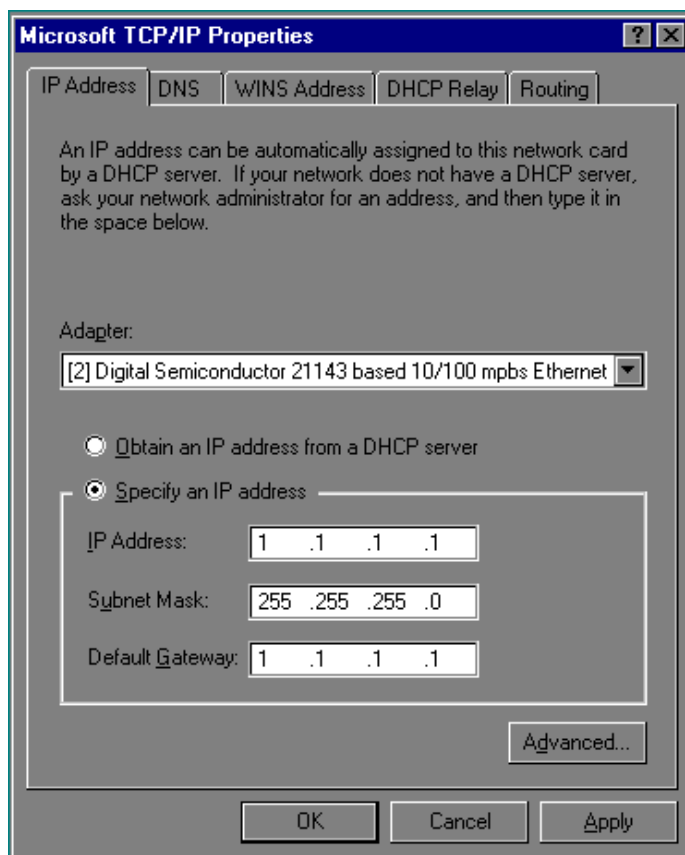 Microsoft TCP/IP Properties
IP Address DNS WINS Address DHCP Relay Routing
An IP address can be automatically assigned to this network card
by a DHCP server. If your network does not have a DHCP server,
ask your network administrator for an address, and then type it in
the space below.
Adapter:
[2] Digital Semiconductor 21143 based 10/100 mpbs Ethernet
Obtain an IP address from a DHCP server
Specify an IP address
IP Address: 1 .1 .1 .1
Subnet Mask: 255 .255 .255 .0
Default Gateway: 1 .1 .1 .1
Advanced...
OK Cancel Apply